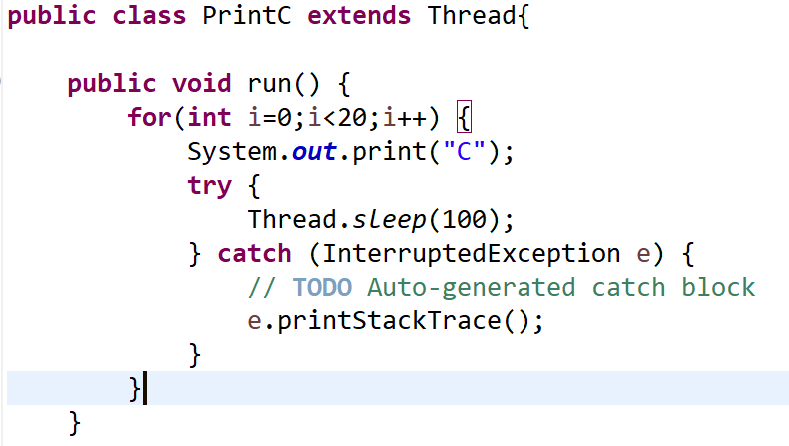 public class PrintC extends Thread{
public void run() {
for(int i=0;i<20;i++) {
System.out.print("C");
try {
Thread.sleep(100);
} catch (InterruptedException e) {
// TODO Auto-generated catch block
e.printStackTrace();
}
}
}